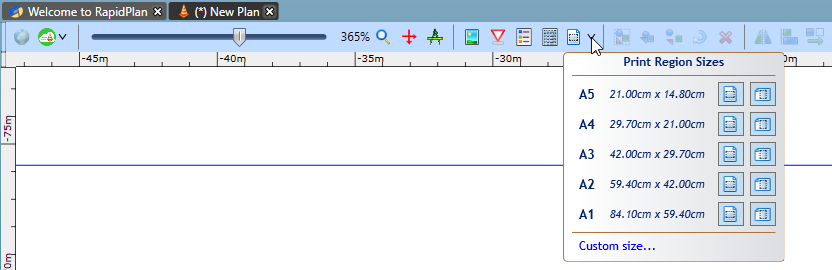 Welcome to RapidPlan
(*) New Plan
365%
-45m
-40m
-35m
-30m
0m
-75m
0m
Print Region Sizes
A5 21.00cm x 14.80cm
A4 29.70cm x 21.00cm
A3 42.00cm x 29.70cm
A2 59.40cm x 42.00cm
A1 84.10cm x 59.40cm
Custom size...